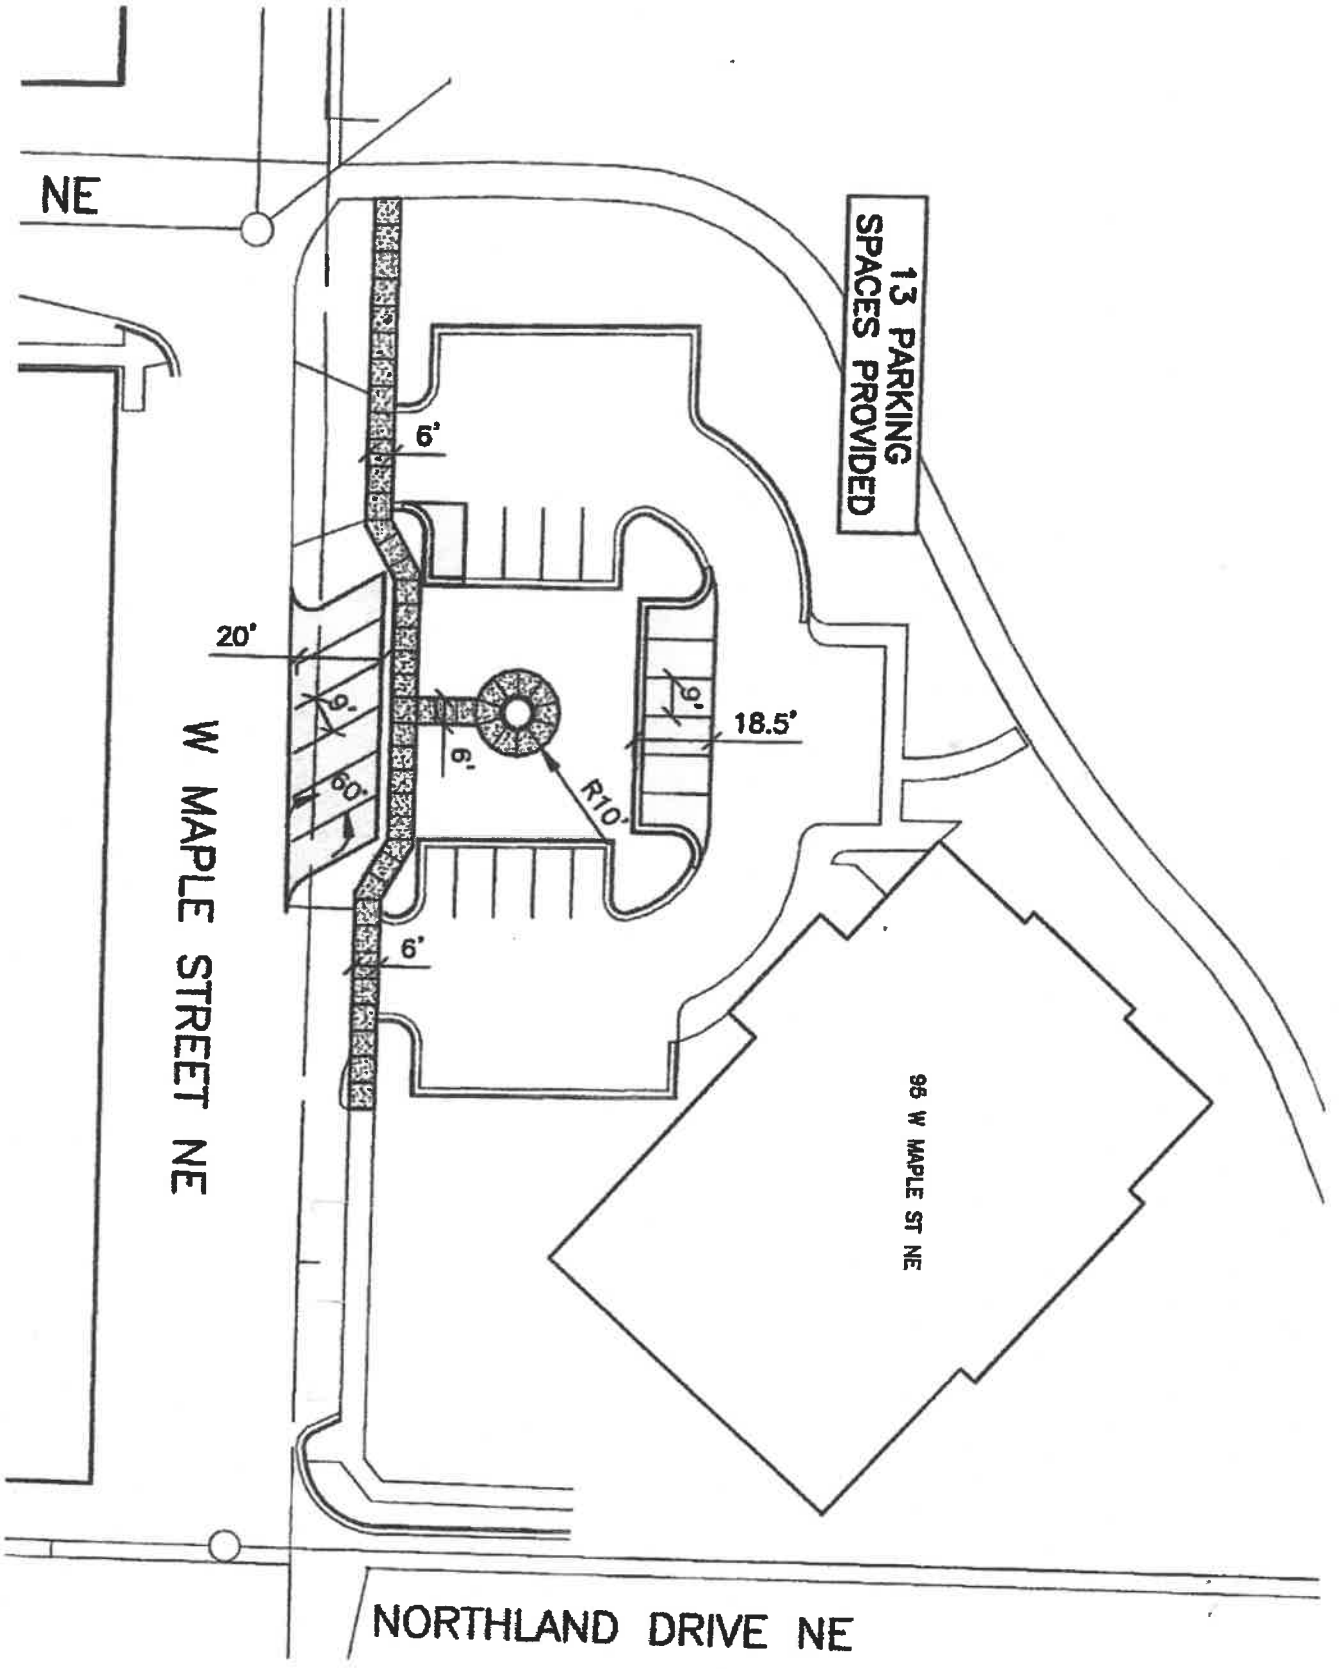 NE
13 PARKING
SPACES PROVIDED
6'
20'
9'
60°
6'
R10'
9'
18.5'
6'
W MAPLE STREET NE
96 W MAPLE ST NE
NORTHLAND DRIVE NE